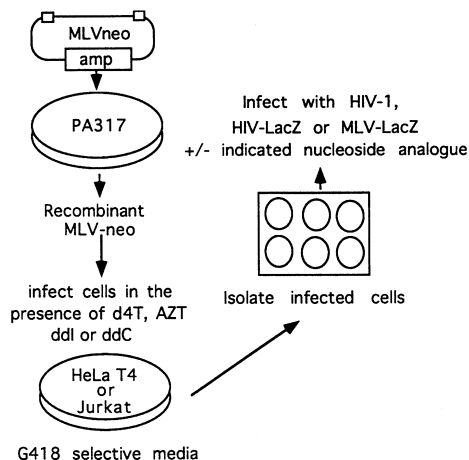 MLVneo
amp
PA317
Recombinant
MLV-neo
infect cells in the
presence of d4T, AZT
ddI or ddC
HeLa T4
or
Jurkat
G418 selective media
Isolate infected cells
Infect with HIV-1,
HIV-LacZ or MLV-LacZ
+/- indicated nucleoside analogue